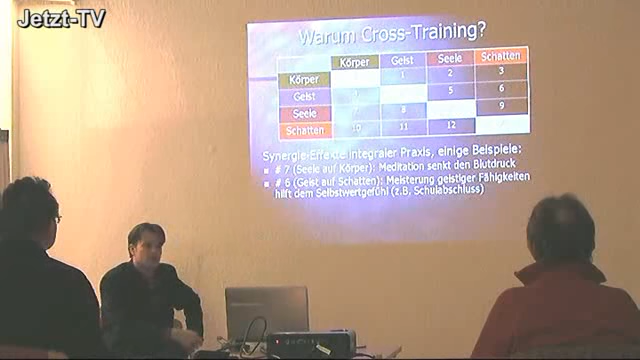 Jetzt-TV
Warum Cross-Training?
Körper Geist Seele Schatten
Körper 1 2 3
Geist 5 6
Seele 7 8 9
Schatten 10 11 12
Synergie-Effekte integraler Praxis, einige Beispiele:
# 7 (Seele auf Körper): Meditation senkt den Blutdruck
# 6 (Geist auf Schatten): Meisterung geistiger Fähigkeiten
hilft dem Selbstwertgefühl (z.B. Schulabschluss)